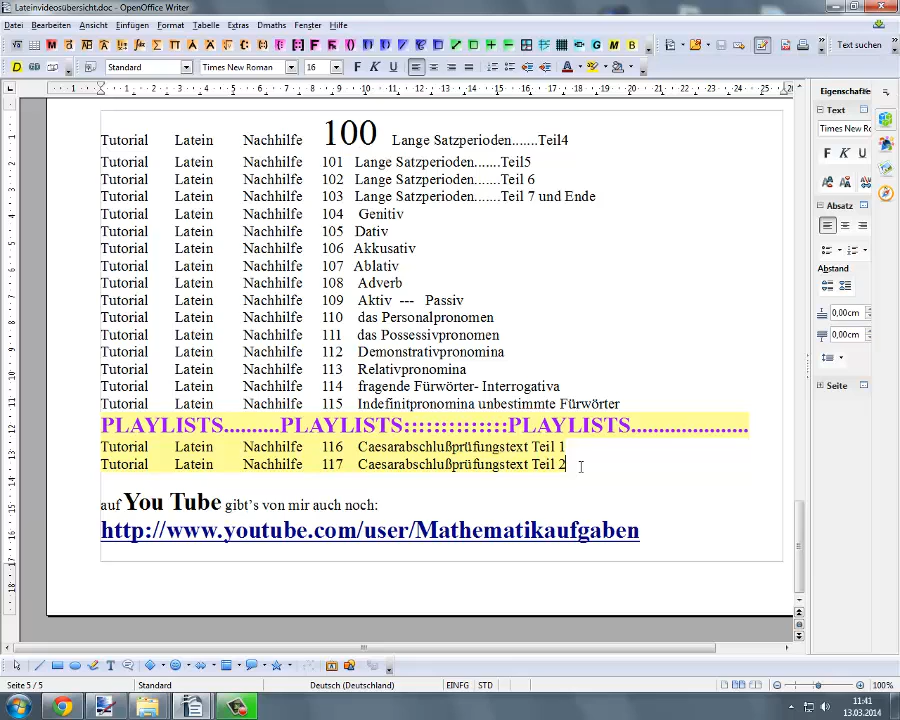 Lateinvideosübersicht.doc - OpenOffice Writer
Datei Bearbeiten Ansicht Einfügen Format Tabelle Extras Dmaths Fenster Hilfe
Text suchen
Standard Times New Roman 16
Eigenschafte
Text
Times New Ro
Absatz
Abstand
0,00cm
0,00cm
Seite
Tutorial Latein Nachhilfe 100 Lange Satzperioden.......Teil4
Tutorial Latein Nachhilfe 101 Lange Satzperioden.......Teil5
Tutorial Latein Nachhilfe 102 Lange Satzperioden.......Teil 6
Tutorial Latein Nachhilfe 103 Lange Satzperioden.......Teil 7 und Ende
Tutorial Latein Nachhilfe 104 Genitiv
Tutorial Latein Nachhilfe 105 Dativ
Tutorial Latein Nachhilfe 106 Akkusativ
Tutorial Latein Nachhilfe 107 Ablativ
Tutorial Latein Nachhilfe 108 Adverb
Tutorial Latein Nachhilfe 109 Aktiv --- Passiv
Tutorial Latein Nachhilfe 110 das Personalpronomen
Tutorial Latein Nachhilfe 111 das Possessivpronomen
Tutorial Latein Nachhilfe 112 Demonstrativpronomina
Tutorial Latein Nachhilfe 113 Relativpronomina
Tutorial Latein Nachhilfe 114 fragende Fürwörter- Interrogativa
Tutorial Latein Nachhilfe 115 Indefinitpronomina unbestimmte Fürwörter
PLAYLISTS..........PLAYLISTS:::::::::::::::PLAYLISTS.....................
Tutorial Latein Nachhilfe 116 Caesarabschlußprüfungstext Teil 1
Tutorial Latein Nachhilfe 117 Caesarabschlußprüfungstext Teil 2
auf You Tube gibt's von mir auch noch:
http://www.youtube.com/user/Mathematikaufgaben
Seite 5 / 5 Standard Deutsch (Deutschland) EINFG STD 100%
11:41
13.03.2014